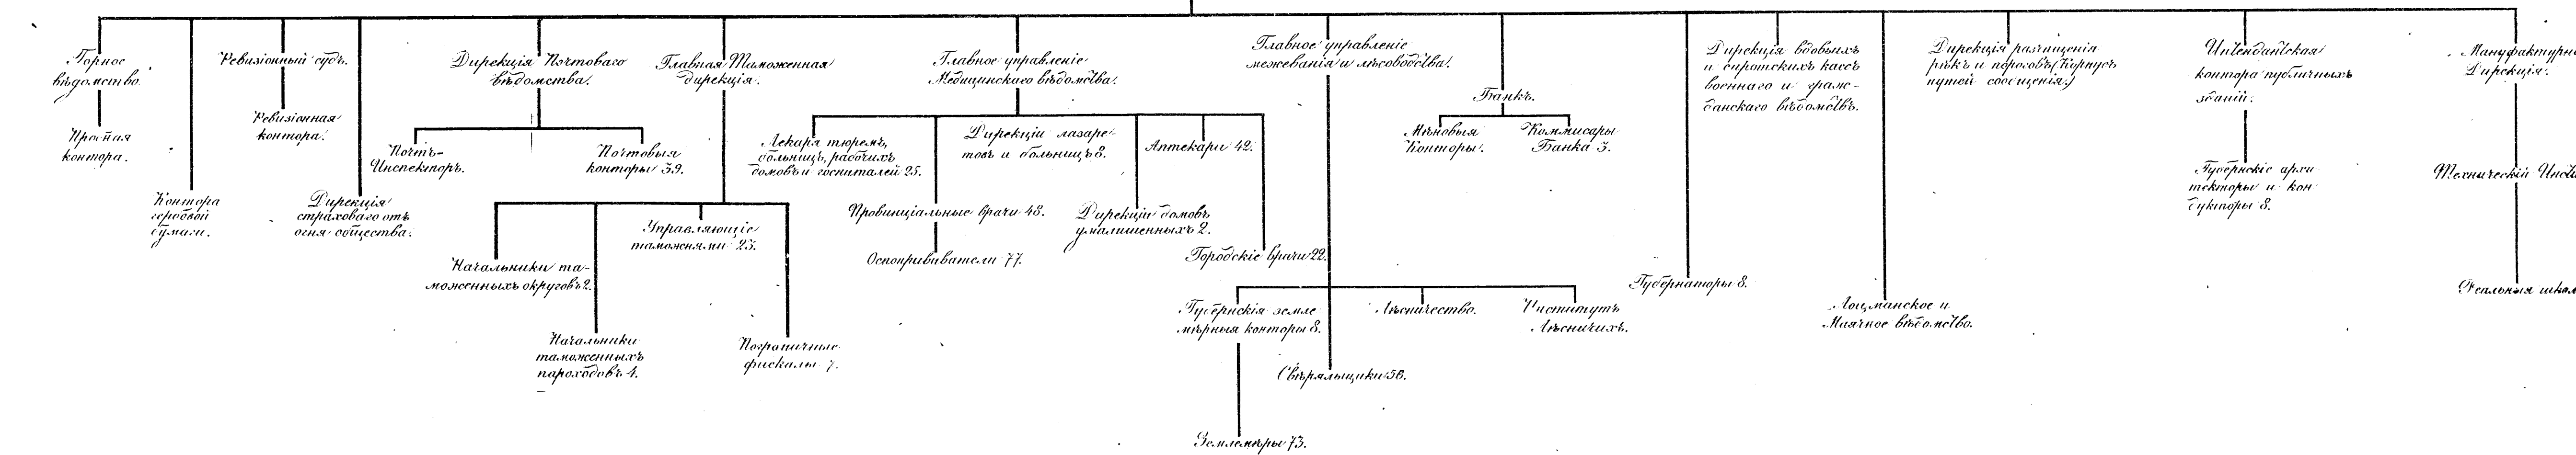 Горное
вѣдомство.
Пробная
контора.
Контора
гербовой
бумаги.
Ревизіонный судъ.
Ревизіонная
контора.
Дирекція
страховаго отъ
огня общества.
Дирекція Почтоваго
вѣдомства.
Почтъ-
Инспекторъ.
Почтовыя
конторы 39.
Главная Таможенная
дирекція.
Начальники та-
моженныхъ округовъ 2.
Начальники
таможенныхъ
пароходовъ 4.
Управляющіе
таможнями 25.
Пограничные
фискалы 7.
Главное управленіе
Медицинскаго вѣдомства.
Лекаря тюремъ,
больницъ, рабочихъ
домовъ и госпиталей 25.
Провинціальные врачи 48.
Оспопрививатели 77.
Дирекціи лазаре-
товъ и больницъ 8.
Дирекціи домовъ
умалишенныхъ 2.
Аптекари 42.
Городскіе врачи 22.
Главное управленіе
межеванія и лѣсоводства.
Губернскія земле-
мѣрныя конторы 8.
Землемѣры 73.
Свѣряльщики 56.
Лѣсничество.
Институтъ
Лѣсничихъ.
Банкъ.
Мѣновыя
Конторы.
Коммисары
Банка 3.
Губернаторы 8.
Дирекція вдовьихъ
и сиротскихъ кассъ
военнаго и граж-
данскаго вѣдомствъ.
Лоцманское и
Маячное вѣдомство.
Дирекція расчищенія
рѣкъ и пороговъ (Корпусъ
путей сообщенія)
Интендантская
контора публичныхъ
зданій.
Губернскіе архи-
текторы и кон-
дукторы 8.
Мануфактурн
Дирекція.
Техническій Инсти
Реальныя школ